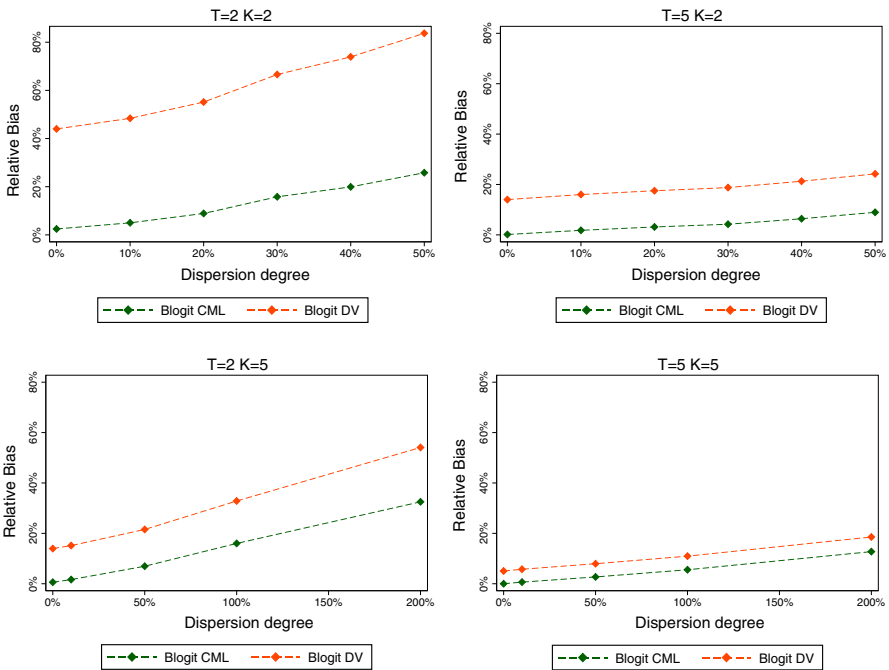 T=2 K=2
Relative Bias
0% 20% 40% 60% 80%
0% 10% 20% 30% 40% 50%
Dispersion degree
Blogit CML Blogit DV
T=5 K=2
Relative Bias
0% 20% 40% 60% 80%
0% 10% 20% 30% 40% 50%
Dispersion degree
Blogit CML Blogit DV
T=2 K=5
Relative Bias
0% 20% 40% 60% 80%
0% 50% 100% 150% 200%
Dispersion degree
Blogit CML Blogit DV
T=5 K=5
Relative Bias
0% 20% 40% 60% 80%
0% 50% 100% 150% 200%
Dispersion degree
Blogit CML Blogit DV